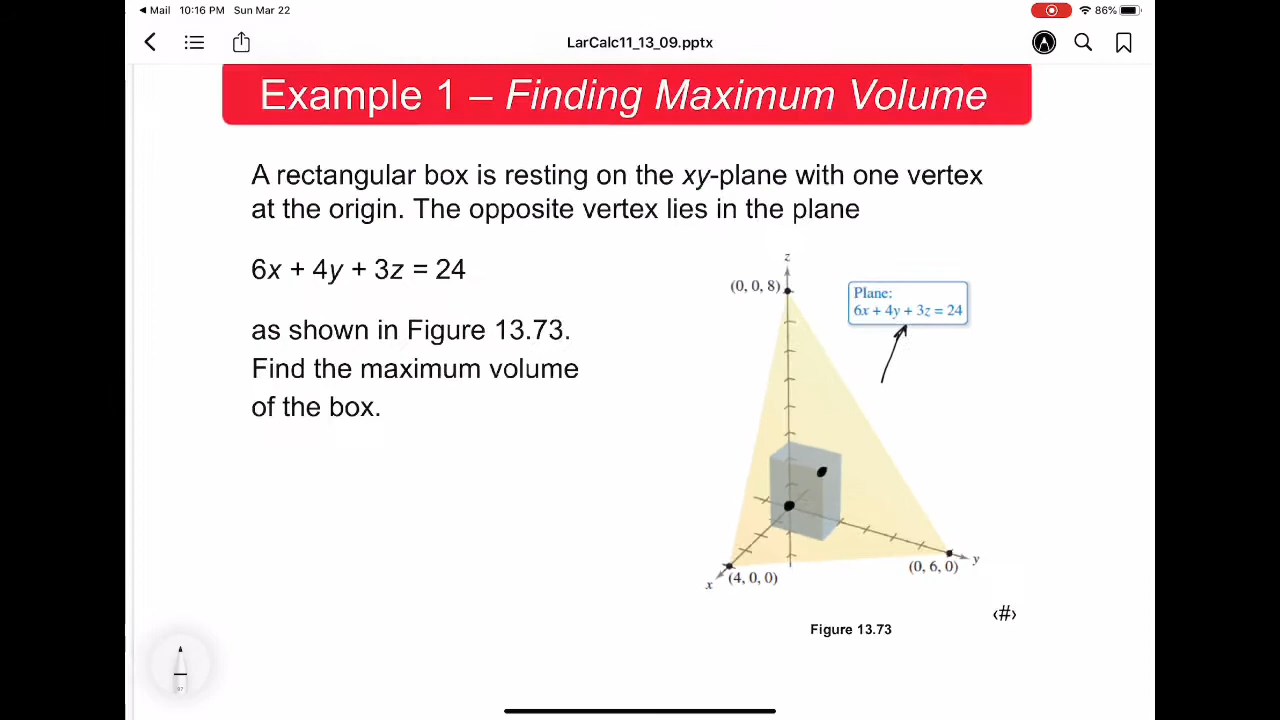 Mail 10:16 PM Sun Mar 22
86%
LarCalc11_13_09.pptx
Example 1 – Finding Maximum Volume
A rectangular box is resting on the xy-plane with one vertex
at the origin. The opposite vertex lies in the plane
6x + 4y + 3z = 24
as shown in Figure 13.73.
Find the maximum volume
of the box.
z
(0, 0, 8)
Plane:
6x + 4y + 3z = 24
y
(0, 6, 0)
x
(4, 0, 0)
‹#›
Figure 13.73
97